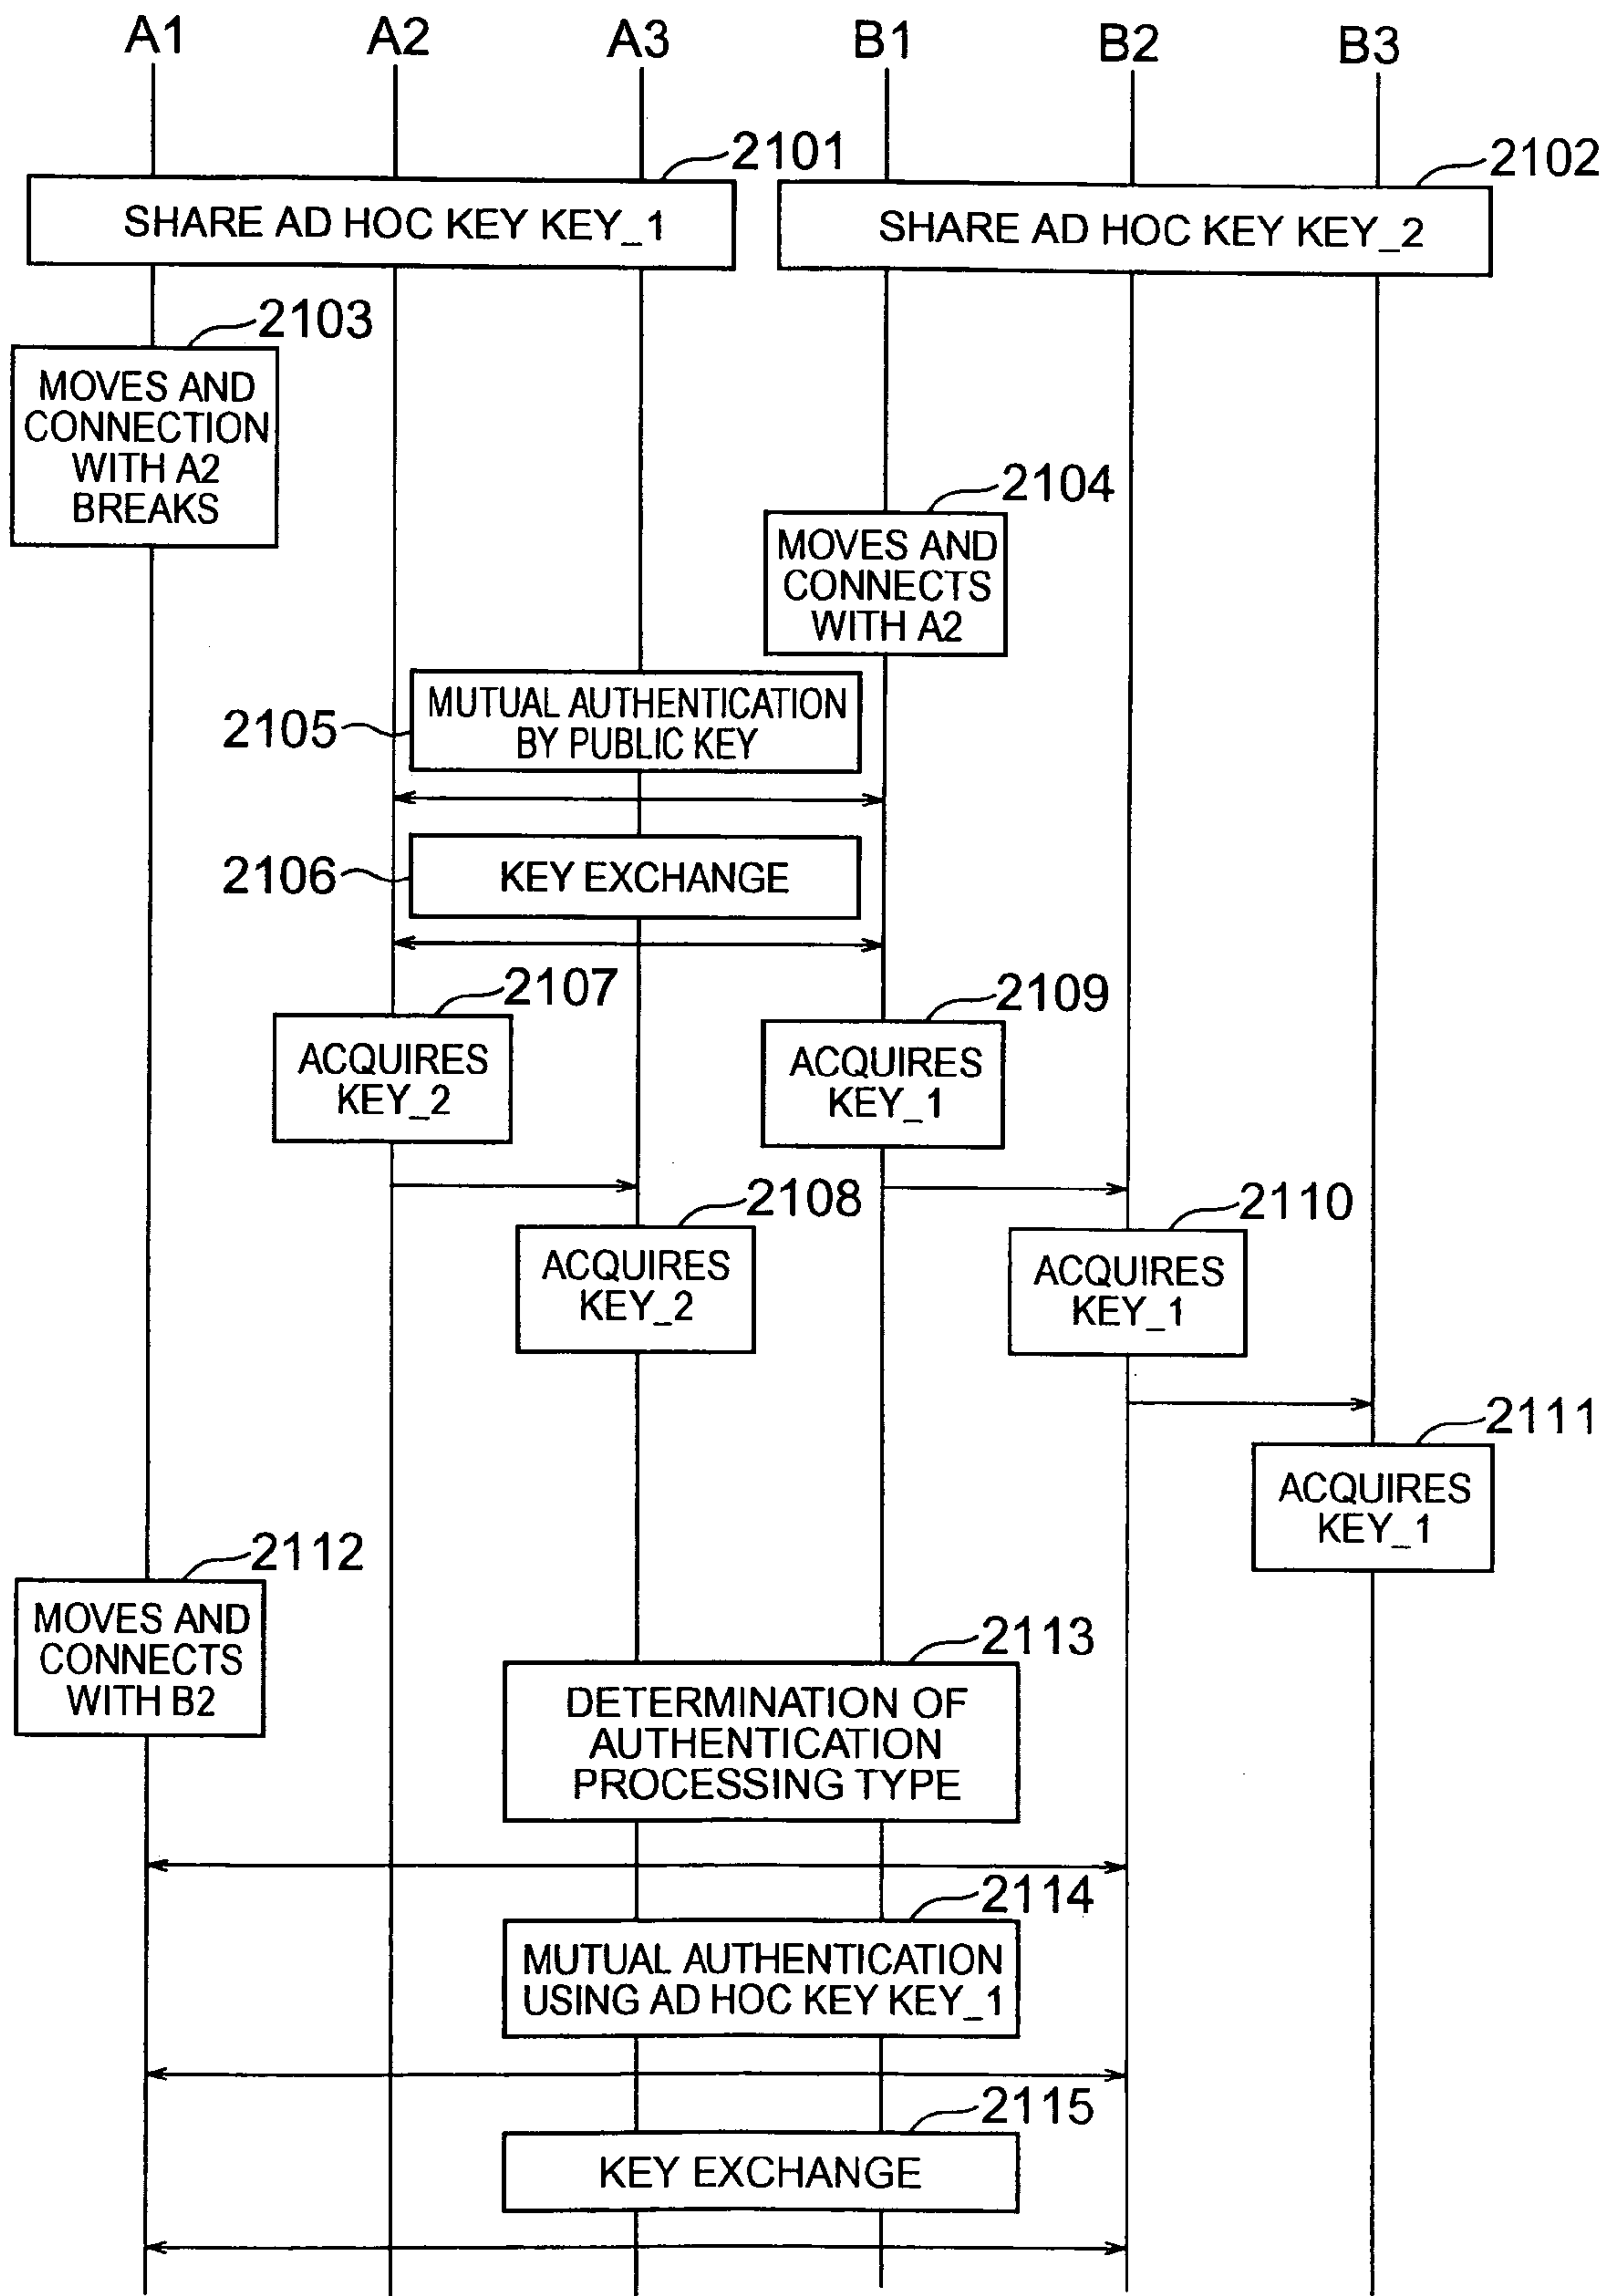 A1 A2 A3 B1 B2 B3
2101
2102
SHARE AD HOC KEY KEY_1
SHARE AD HOC KEY KEY_2
2103
MOVES AND
CONNECTION
WITH A2
BREAKS
2104
MOVES AND
CONNECTS
WITH A2
2105
MUTUAL AUTHENTICATION
BY PUBLIC KEY
2106
KEY EXCHANGE
2107
ACQUIRES
KEY_2
2109
ACQUIRES
KEY_1
2108
ACQUIRES
KEY_2
2110
ACQUIRES
KEY_1
2111
ACQUIRES
KEY_1
2112
MOVES AND
CONNECTS
WITH B2
2113
DETERMINATION OF
AUTHENTICATION
PROCESSING TYPE
2114
MUTUAL AUTHENTICATION
USING AD HOC KEY KEY_1
2115
KEY EXCHANGE